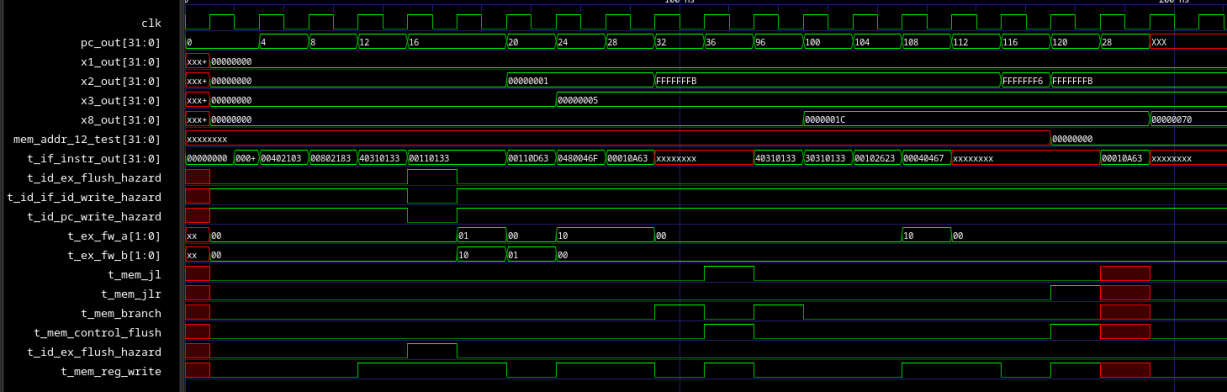 100 ns 200 ns
clk
pc_out[31:0] 0 4 8 12 16 20 24 28 32 36 96 100 104 108 112 116 120 28 XXX
x1_out[31:0] xxx+ 00000000
x2_out[31:0] xxx+ 00000000 00000001 FFFFFFFB FFFFFFF6 FFFFFFFB
x3_out[31:0] xxx+ 00000000 00000005
x8_out[31:0] xxx+ 00000000 0000001C 00000070
mem_addr_12_test[31:0] xxxxxxxx 00000000
t_if_instr_out[31:0] 00000000 000+ 00402103 00802183 40310133 00110133 00110D63 0480046F 00010A63 xxxxxxxx 40310133 30310133 00102623 00040467 xxxxxxxx 00010A63 xxxxxxxx
t_id_ex_flush_hazard
t_id_if_id_write_hazard
t_id_pc_write_hazard
t_ex_fw_a[1:0] xx 00 01 00 10 00 10 00
t_ex_fw_b[1:0] xx 00 10 01 00
t_mem_jl
t_mem_jlr
t_mem_branch
t_mem_control_flush
t_id_ex_flush_hazard
t_mem_reg_write